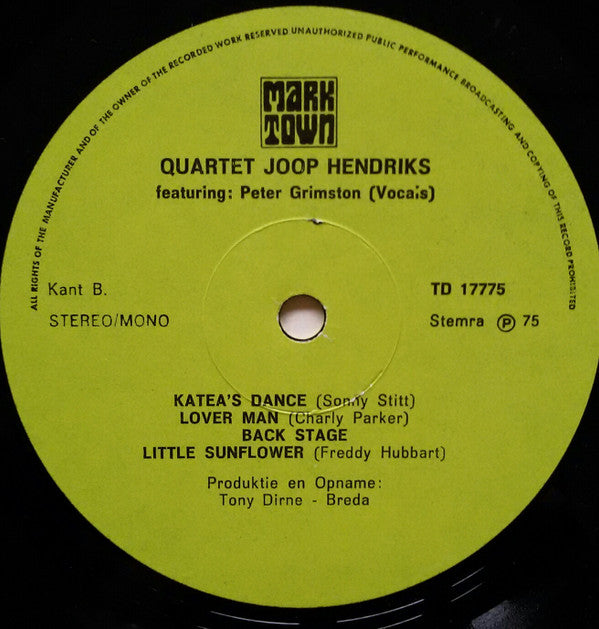 ALL RIGHTS OF THE MANUFACTURER AND OF THE OWNER OF THE RECORDED WORK RESERVED UNAUTHORIZED PUBLIC PERFORMANCE BROADCASTING AND COPYING OF THIS RECORD PROHIBITED
MARK
TOWN
QUARTET JOOP HENDRIKS
featuring: Peter Grimston (Vocals)
Kant B.
TD 17775
STEREO/MONO
Stemra Ⓟ 75
KATEA'S DANCE (Sonny Stitt)
LOVER MAN (Charly Parker)
BACK STAGE
LITTLE SUNFLOWER (Freddy Hubbart)
Produktie en Opname:
Tony Dirne - Breda